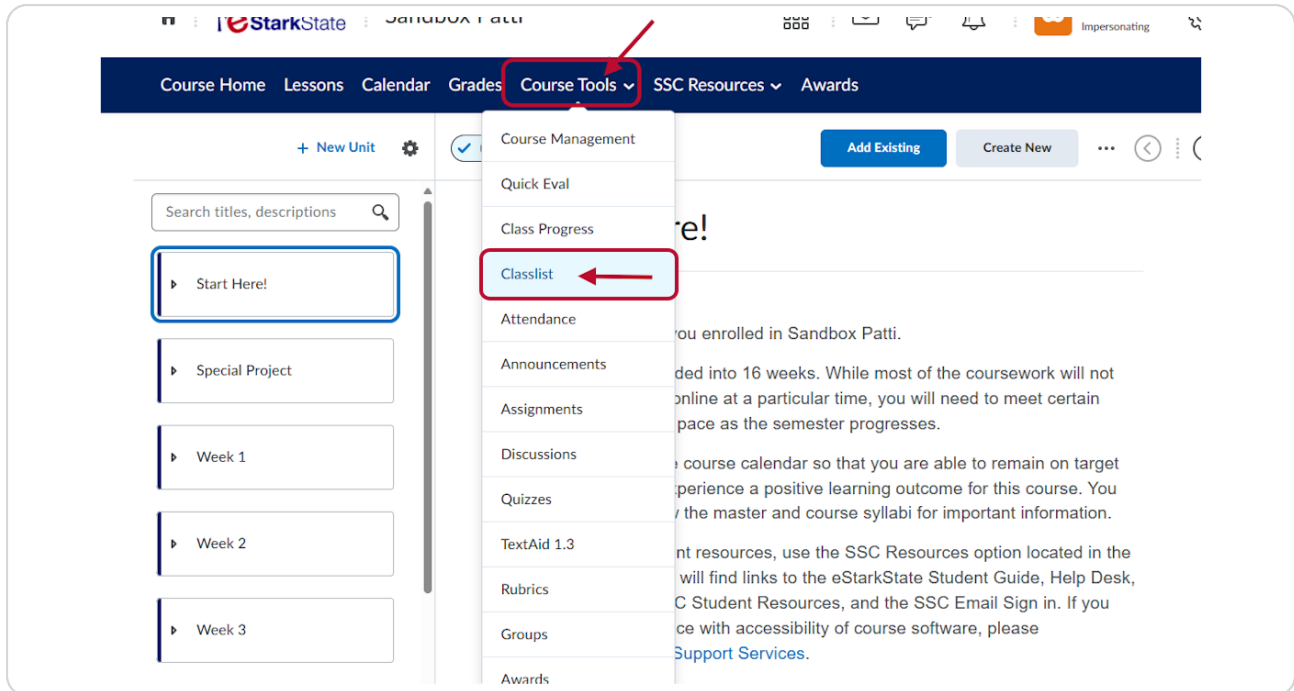 eStarkState
Sandbox Patti
Impersonating
Course Home Lessons Calendar Grades Course Tools SSC Resources Awards
+ New Unit
Add Existing
Create New
Search titles, descriptions
Start Here!
Special Project
Week 1
Week 2
Week 3
Course Management
Quick Eval
Class Progress
Classlist
Attendance
Announcements
Assignments
Discussions
Quizzes
TextAid 1.3
Rubrics
Groups
Awards
re!
you enrolled in Sandbox Patti.
ded into 16 weeks. While most of the coursework will not
online at a particular time, you will need to meet certain
pace as the semester progresses.
course calendar so that you are able to remain on target
xperience a positive learning outcome for this course. You
the master and course syllabi for important information.
nt resources, use the SSC Resources option located in the
will find links to the eStarkState Student Guide, Help Desk,
C Student Resources, and the SSC Email Sign in. If you
ce with accessibility of course software, please
Support Services.